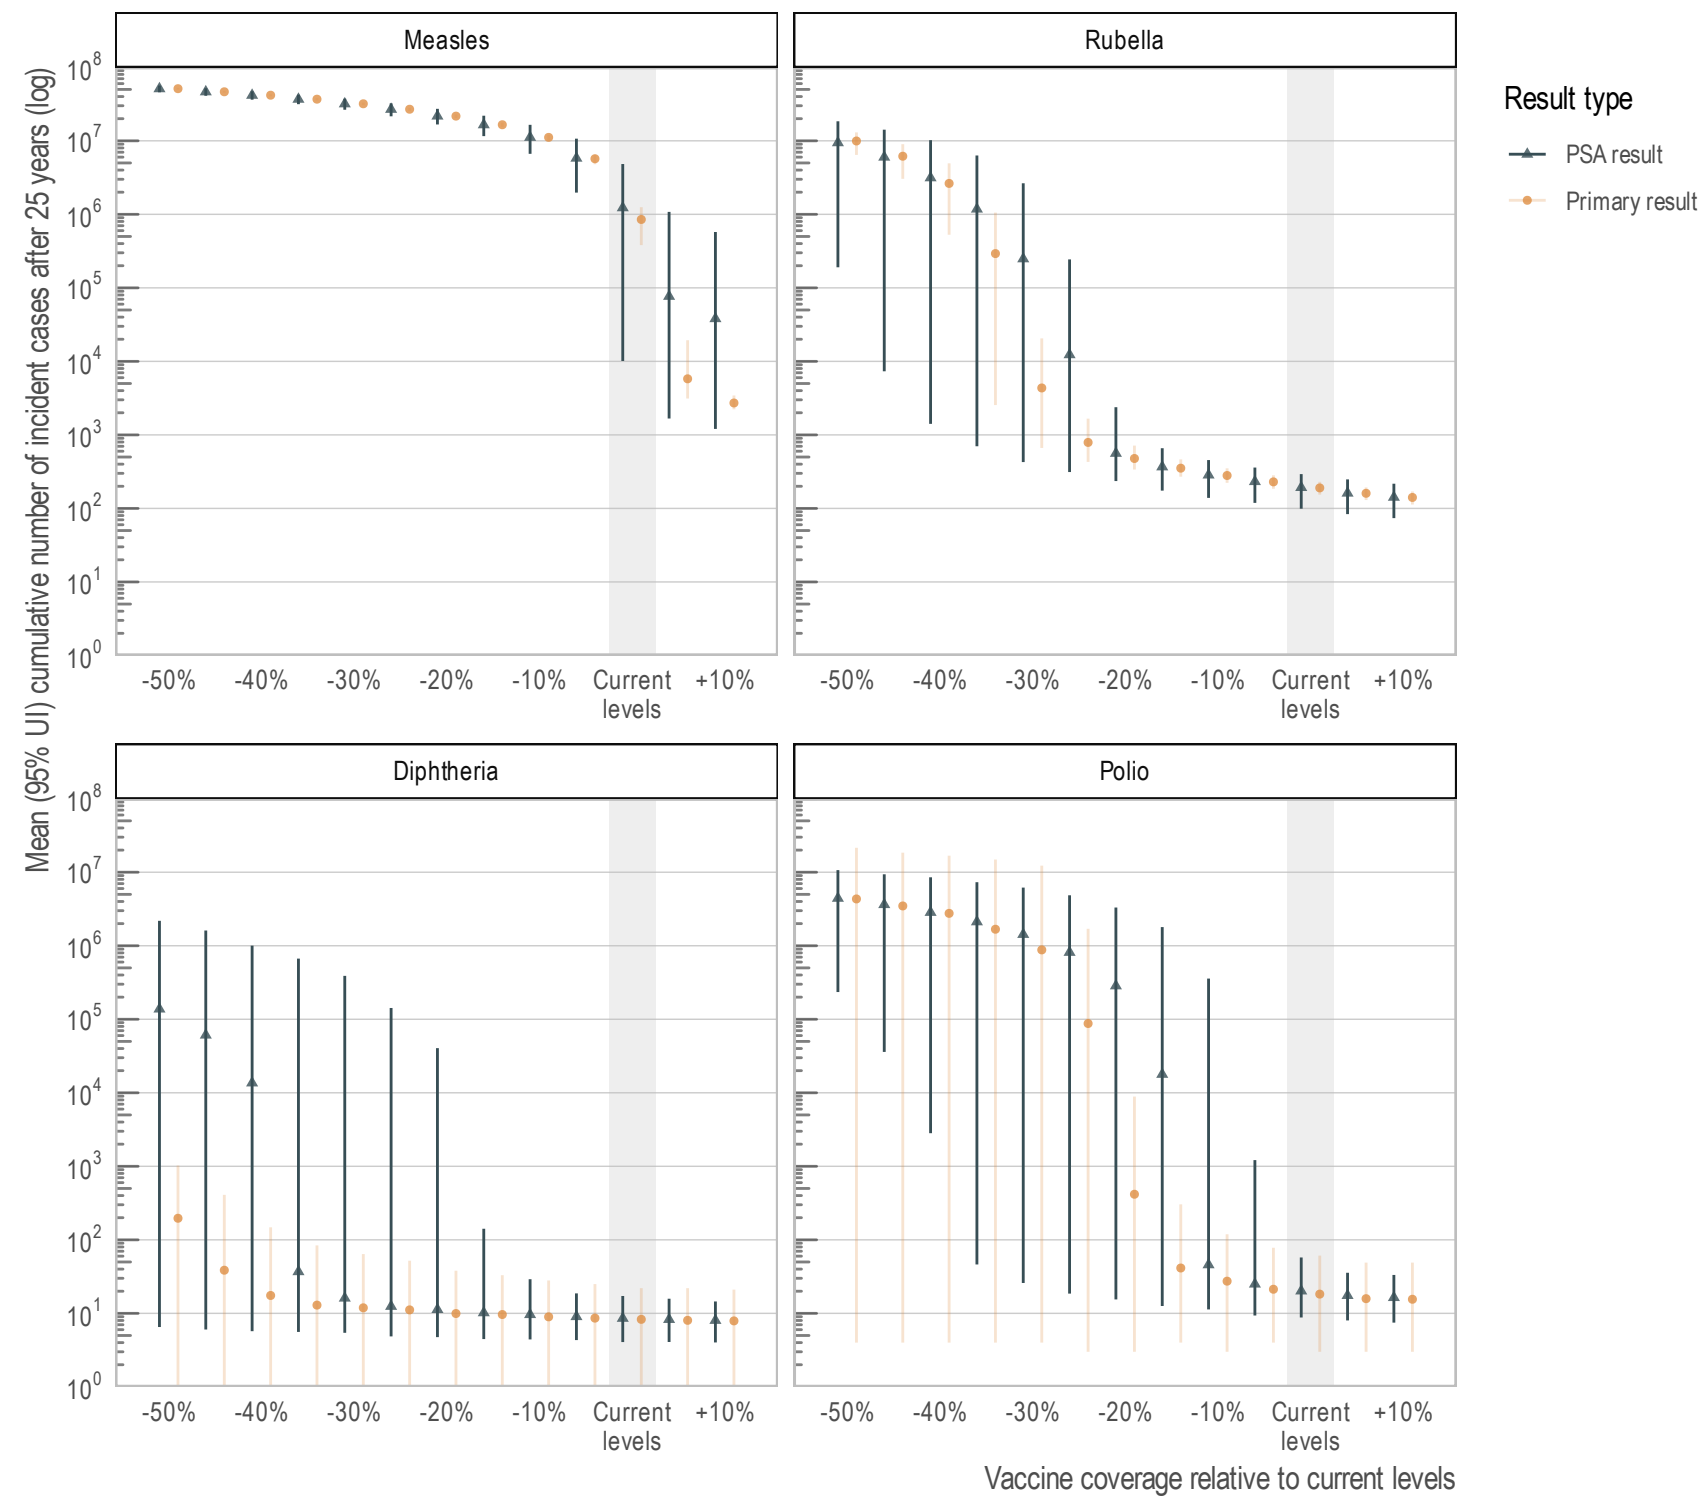 Measles
Rubella
Result type
PSA result
Primary result
Mean (95% UI) cumulative number of incident cases after 25 years (log)
10^8
10^7
10^6
10^5
10^4
10^3
10^2
10^1
10^0
-50% -40% -30% -20% -10% Current levels +10%
-50% -40% -30% -20% -10% Current levels +10%
Diphtheria
Polio
10^8
10^7
10^6
10^5
10^4
10^3
10^2
10^1
10^0
-50% -40% -30% -20% -10% Current levels +10%
-50% -40% -30% -20% -10% Current levels +10%
Vaccine coverage relative to current levels